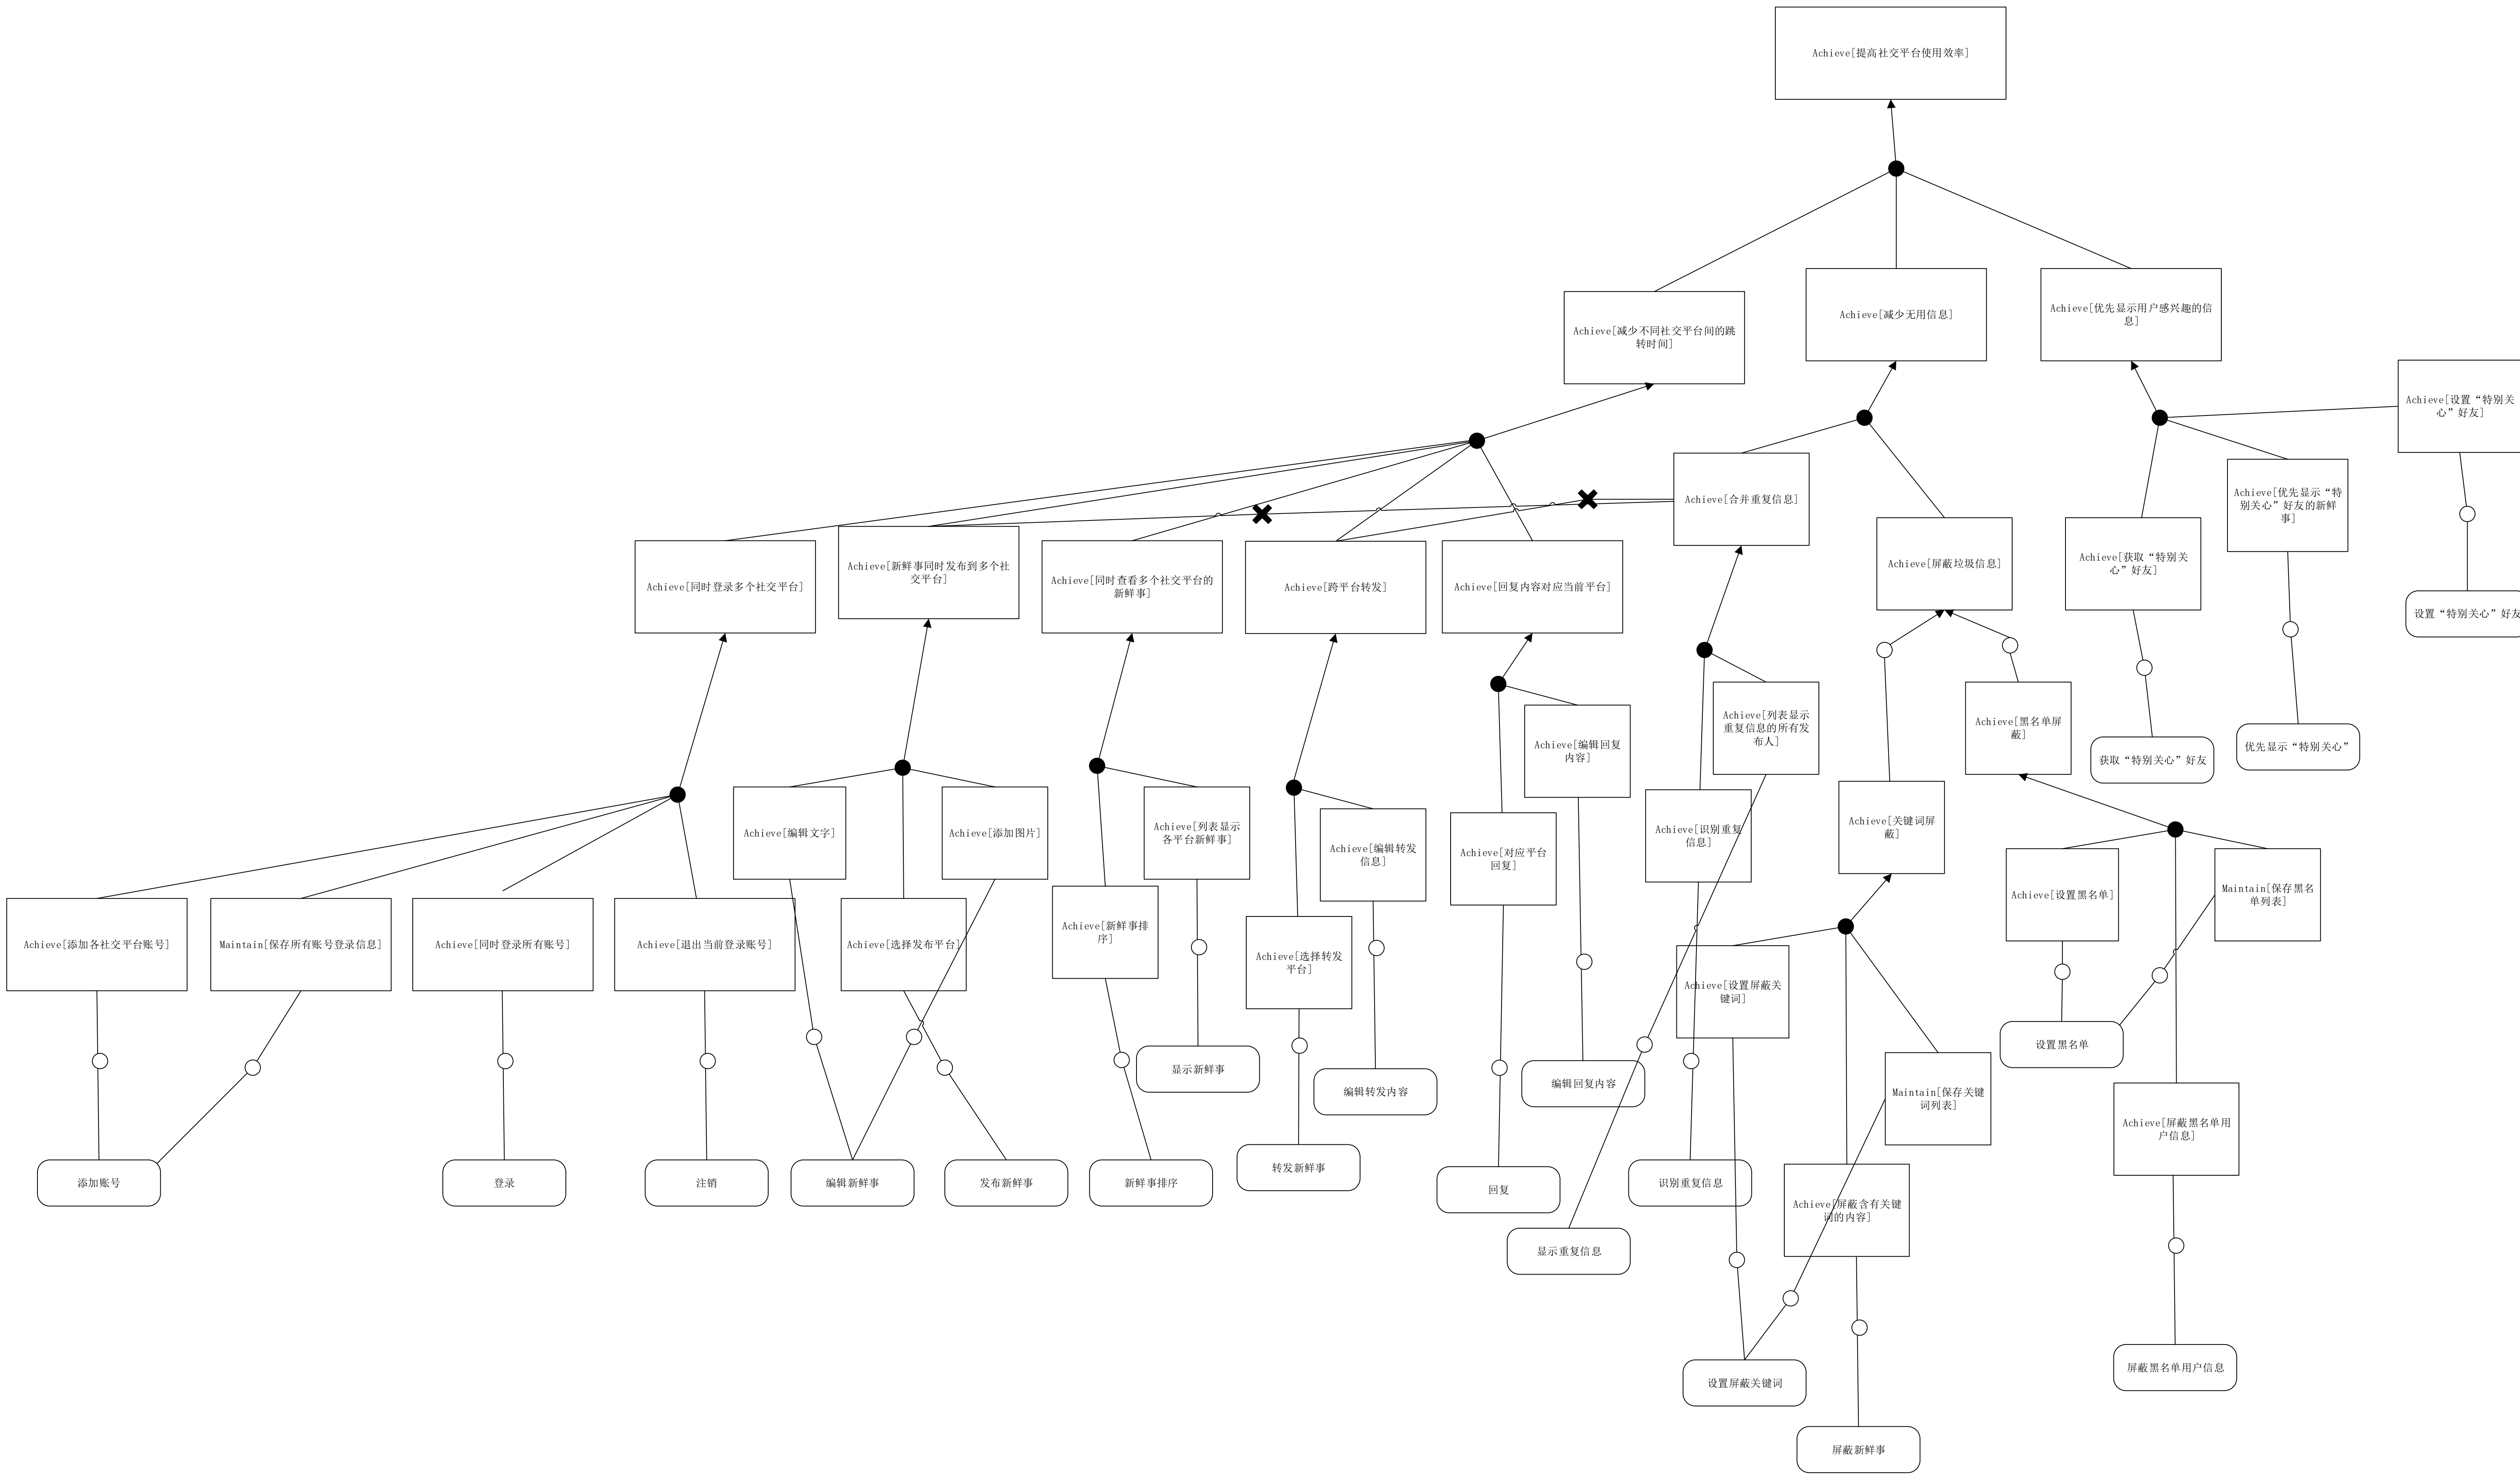 Achieve[提高社交平台使用效率]
Achieve[减少不同社交平台间的跳
转时间]
Achieve[减少无用信息]
Achieve[优先显示用户感兴趣的信
息]
Achieve[设置“特别关
心”好友]
Achieve[合并重复信息]
Achieve[优先显示“特
别关心”好友的新鲜
事]
Achieve[同时登录多个社交平台]
Achieve[新鲜事同时发布到多个社
交平台]
Achieve[同时查看多个社交平台的
新鲜事]
Achieve[跨平台转发]
Achieve[回复内容对应当前平台]
Achieve[屏蔽垃圾信息]
Achieve[获取“特别关
心”好友]
设置“特别关心”好友
Achieve[编辑回复
内容]
Achieve[列表显示
重复信息的所有发
布人]
Achieve[黑名单屏
蔽]
获取“特别关心”好友
优先显示“特别关心”
Achieve[编辑文字]
Achieve[添加图片]
Achieve[列表显示
各平台新鲜事]
Achieve[编辑转发
信息]
Achieve[对应平台
回复]
Achieve[识别重复
信息]
Achieve[关键词屏
蔽]
Achieve[设置黑名单]
Maintain[保存黑名
单列表]
Achieve[添加各社交平台账号]
Maintain[保存所有账号登录信息]
Achieve[同时登录所有账号]
Achieve[退出当前登录账号]
Achieve[选择发布平台]
Achieve[新鲜事排
序]
Achieve[选择转发
平台]
Achieve[设置屏蔽关
键词]
设置黑名单
显示新鲜事
编辑转发内容
编辑回复内容
Maintain[保存关键
词列表]
Achieve[屏蔽黑名单用
户信息]
添加账号
登录
注销
编辑新鲜事
发布新鲜事
新鲜事排序
转发新鲜事
回复
识别重复信息
Achieve[屏蔽含有关键
词的内容]
显示重复信息
设置屏蔽关键词
屏蔽黑名单用户信息
屏蔽新鲜事